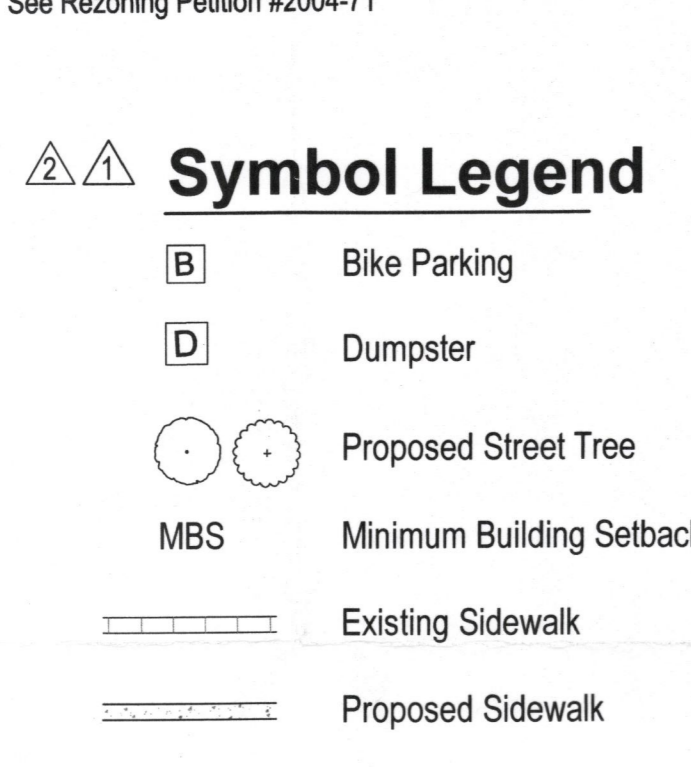 See Rezoning Petition #2004-71
2 1 Symbol Legend
B Bike Parking
D Dumpster
Proposed Street Tree
MBS Minimum Building Setback
Existing Sidewalk
Proposed Sidewalk